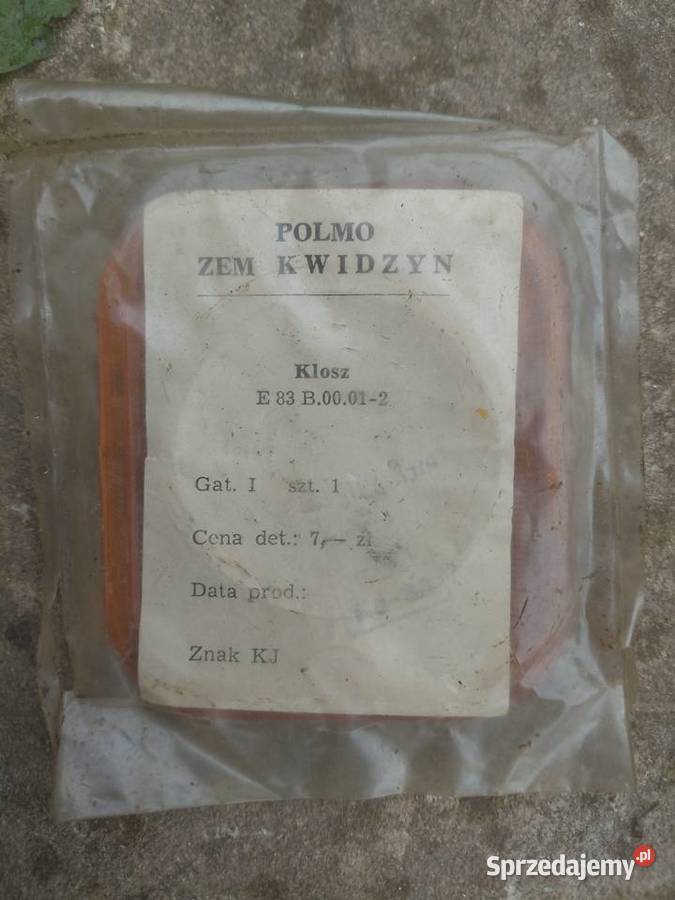 POLMO
ZEM KWIDZYN
Klosz
E 83 B.00.01-2
Gat. I szt. 1
Cena det.: 7,— zł
Data prod.:
Znak KJ
Sprzedajemy.pl